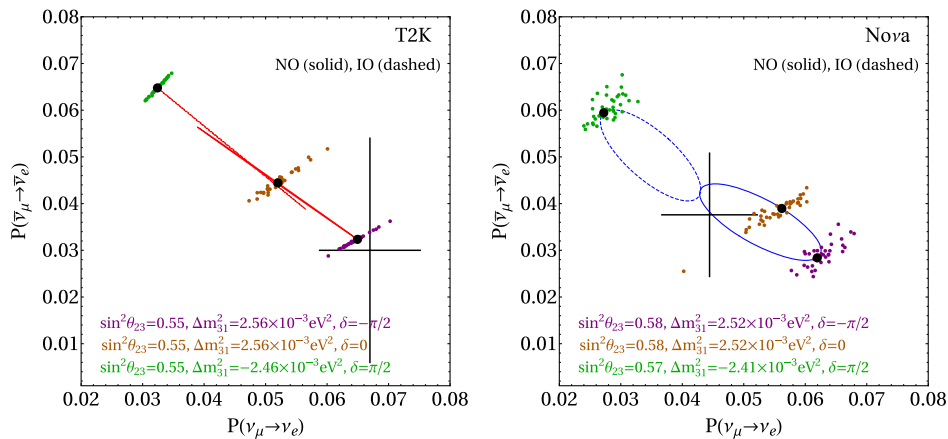 T2K
NO (solid), IO (dashed)
0.08
0.07
0.06
0.05
0.04
0.03
0.02
0.01
P(ν̄μ→ν̄e)
sin²θ₂₃=0.55, Δm²₃₁=2.56×10⁻³eV², δ=−π/2
sin²θ₂₃=0.55, Δm²₃₁=2.56×10⁻³eV², δ=0
sin²θ₂₃=0.55, Δm²₃₁=−2.46×10⁻³eV², δ=π/2
0.02 0.03 0.04 0.05 0.06 0.07 0.08
P(νμ→νe)
Noνa
NO (solid), IO (dashed)
0.08
0.07
0.06
0.05
0.04
0.03
0.02
0.01
P(ν̄μ→ν̄e)
sin²θ₂₃=0.58, Δm²₃₁=2.52×10⁻³eV², δ=−π/2
sin²θ₂₃=0.58, Δm²₃₁=2.52×10⁻³eV², δ=0
sin²θ₂₃=0.57, Δm²₃₁=−2.41×10⁻³eV², δ=π/2
0.02 0.03 0.04 0.05 0.06 0.07 0.08
P(νμ→νe)